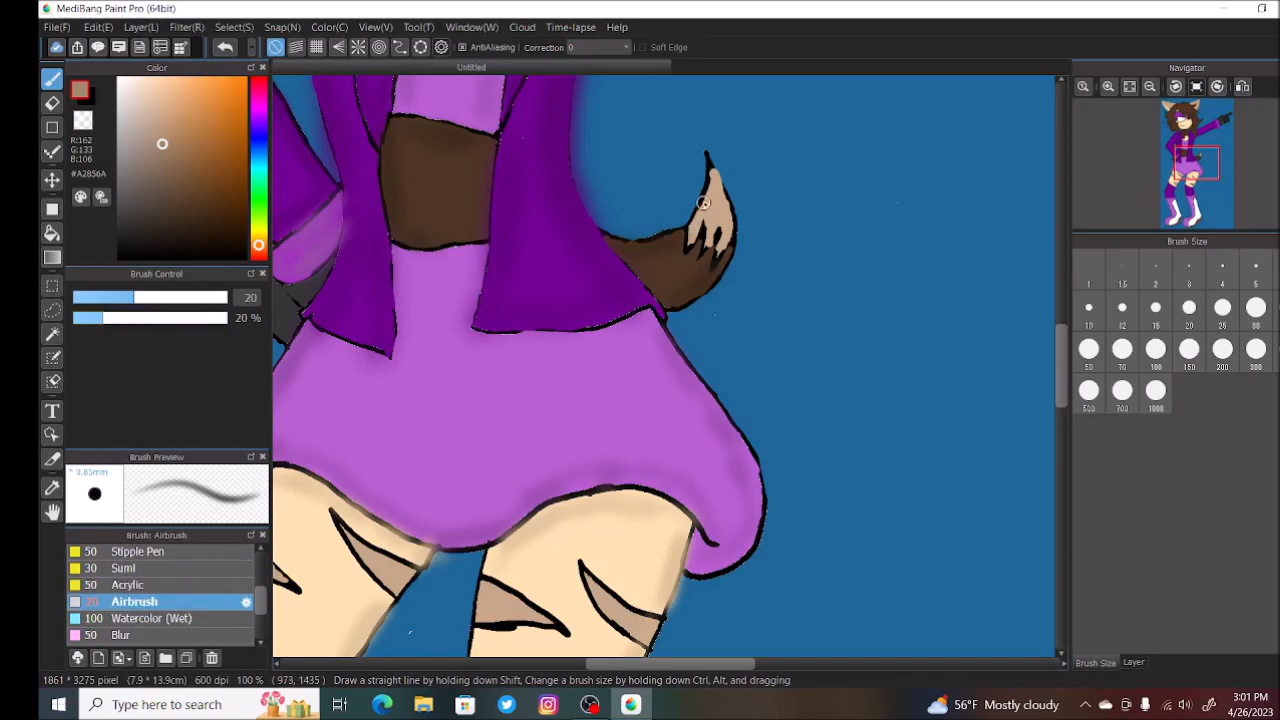 MediBang Paint Pro (64bit)
File(F) Edit(E) Layer(L) Filter(R) Select(S) Snap(N) Color(C) View(V) Tool(T) Window(W) Cloud Time-lapse Help
AntiAliasing Correction 0 Soft Edge
Color
Untitled
Navigator
R:162
G:133
B:106
#A2856A
Brush Control
20
20 %
Brush Size
1 1.5 2 3 4 5
10 12 15 20 25 30
50 70 100 150 200 300
500 700 1000
Brush Preview
* 0.85mm
Brush: Airbrush
50 Stipple Pen
30 Sumi
50 Acrylic
20 Airbrush
100 Watercolor (Wet)
50 Blur
Brush Size Layer
1861 * 3275 pixel (7.9 * 13.9cm) 600 dpi 100 % (973, 1435) Draw a straight line by holding down Shift, Change a brush size by holding down Ctrl, Alt, and dragging
Type here to search
56°F Mostly cloudy
3:01 PM
4/26/2023